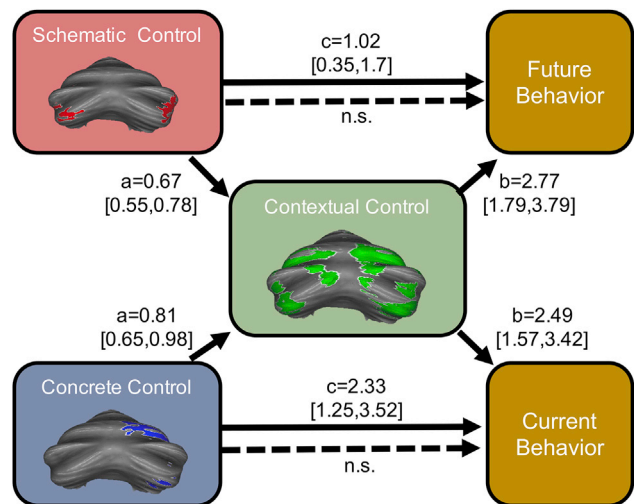 Schematic Control
c=1.02
[0.35,1.7]
n.s.
Future
Behavior
a=0.67
[0.55,0.78]
Contextual Control
b=2.77
[1.79,3.79]
a=0.81
[0.65,0.98]
b=2.49
[1.57,3.42]
Concrete Control
c=2.33
[1.25,3.52]
n.s.
Current
Behavior